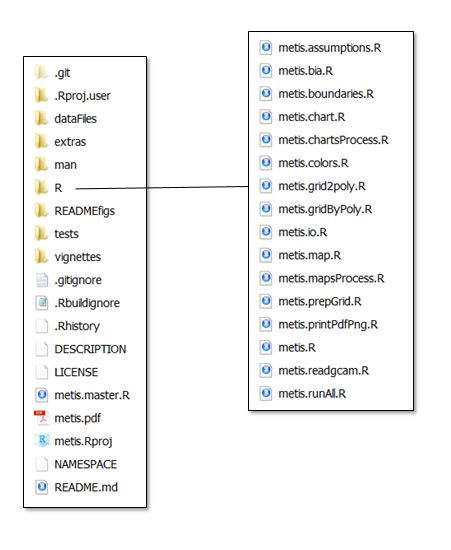 .git
.Rproj.user
dataFiles
extras
man
R
READMEfigs
tests
vignettes
.gitignore
.Rbuildignore
.Rhistory
DESCRIPTION
LICENSE
metis.master.R
metis.pdf
metis.Rproj
NAMESPACE
README.md
metis.assumptions.R
metis.bia.R
metis.boundaries.R
metis.chart.R
metis.chartsProcess.R
metis.colors.R
metis.grid2poly.R
metis.gridByPoly.R
metis.io.R
metis.map.R
metis.mapsProcess.R
metis.prepGrid.R
metis.printPdfPng.R
metis.R
metis.readgcam.R
metis.runAll.R